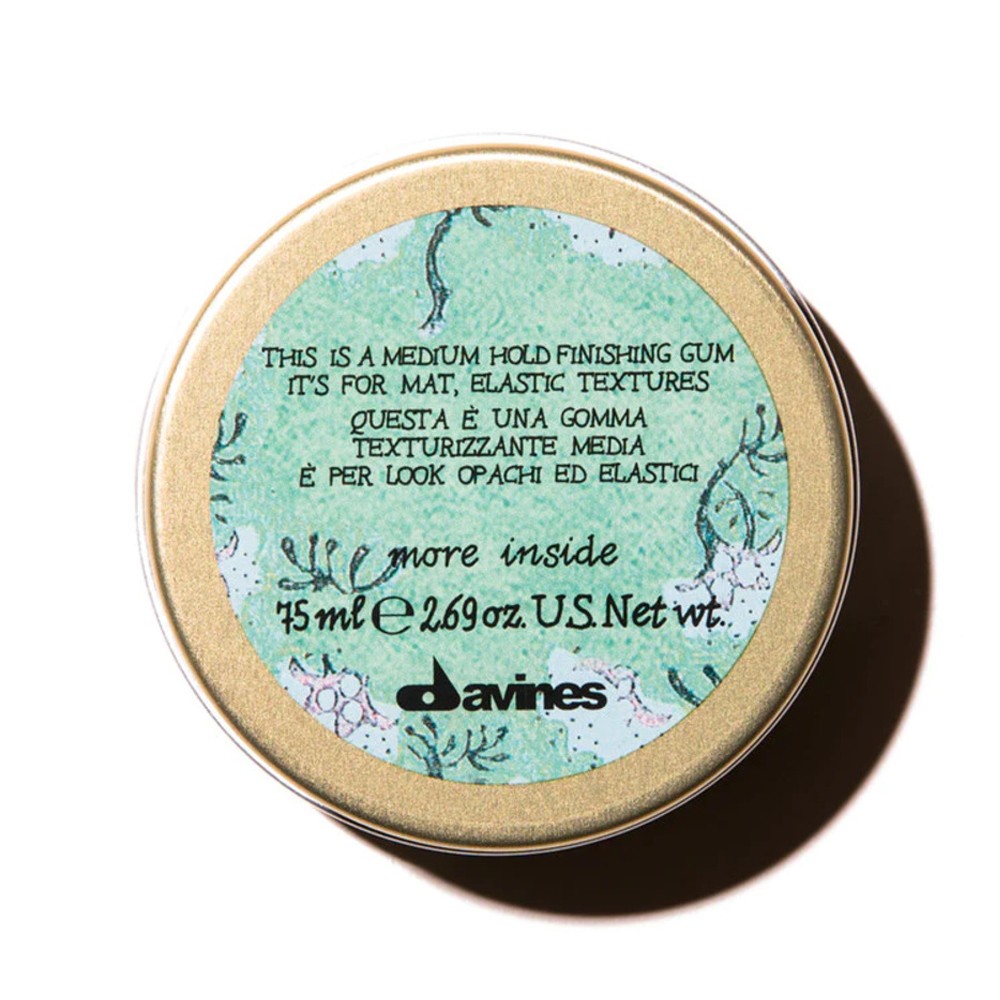 THIS IS A MEDIUM HOLD FINISHING GUM
IT'S FOR MAT, ELASTIC TEXTURES
QUESTA È UNA GOMMA
TEXTURIZZANTE MEDIA
È PER LOOK OPACHI ED ELASTICI
more inside
75 ml ℮ 2.69 oz. U.S. Net wt.
davines